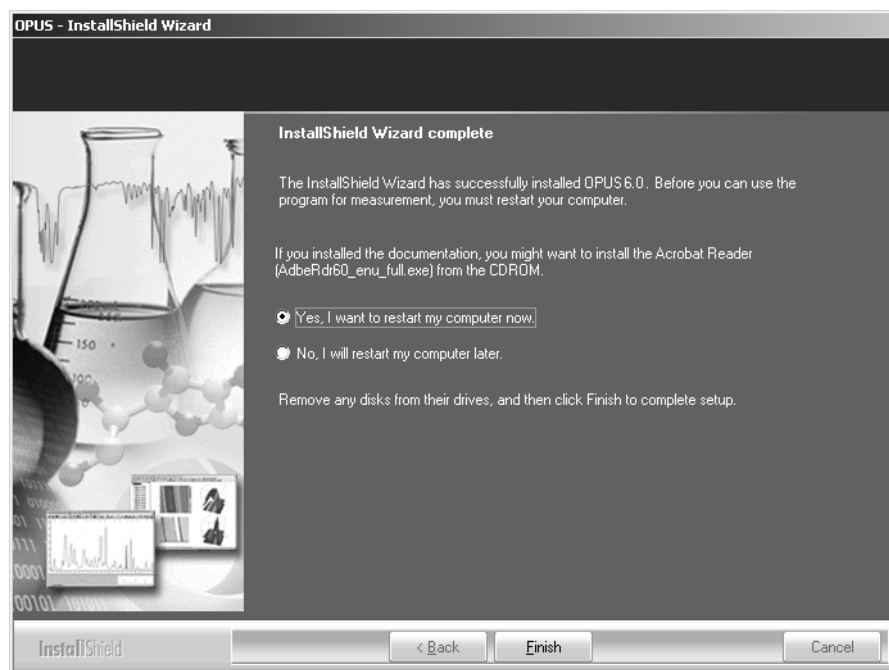 OPUS - InstallShield Wizard
InstallShield Wizard complete
The InstallShield Wizard has successfully installed OPUS 6.0. Before you can use the
program for measurement, you must restart your computer.
If you installed the documentation, you might want to install the Acrobat Reader
(AdbeRdr60_enu_full.exe) from the CDROM.
Yes, I want to restart my computer now.
No, I will restart my computer later.
Remove any disks from their drives, and then click Finish to complete setup.
150
InstallShield
< Back
Finish
Cancel